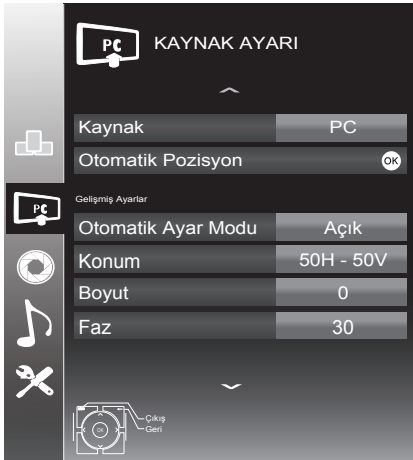 PC KAYNAK AYARI
Kaynak PC
Otomatik Pozisyon OK
PC
Gelişmiş Ayarlar
Otomatik Ayar Modu Açık
Konum 50H - 50V
Boyut 0
Faz 30
Çıkış
OK Geri